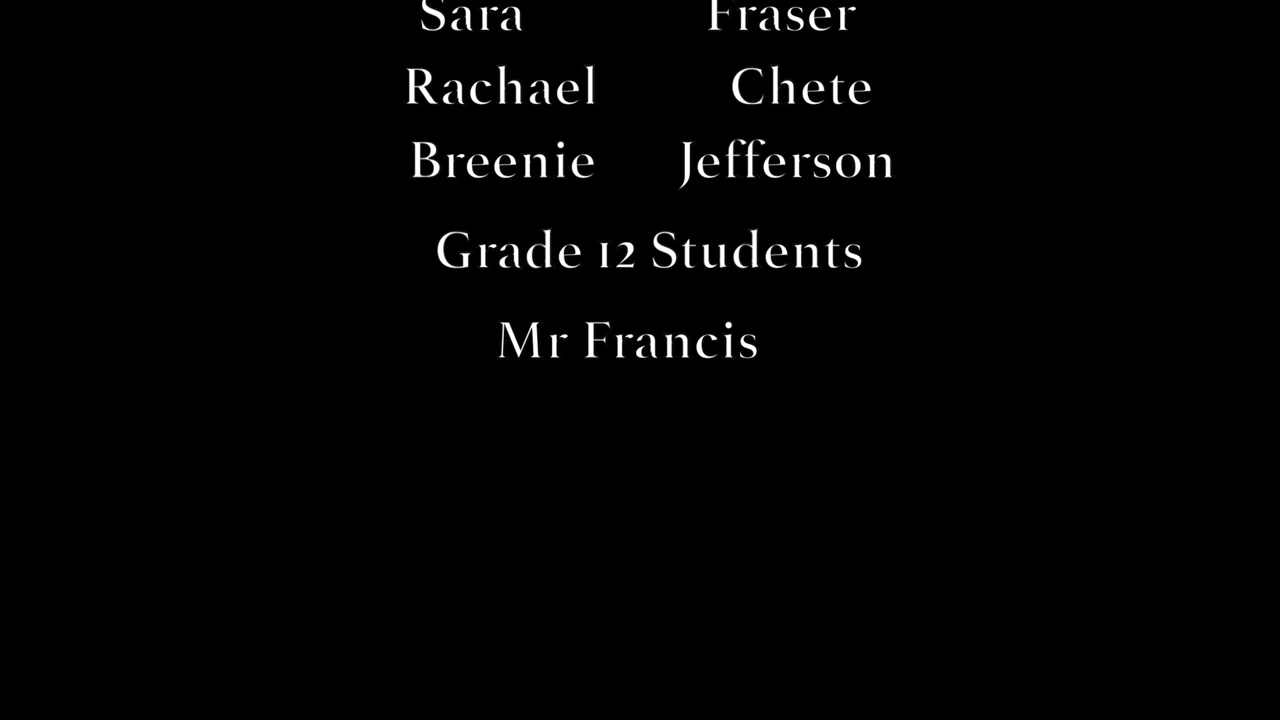 Sara Fraser
Rachael Chete
Breenie Jefferson
Grade 12 Students
Mr Francis